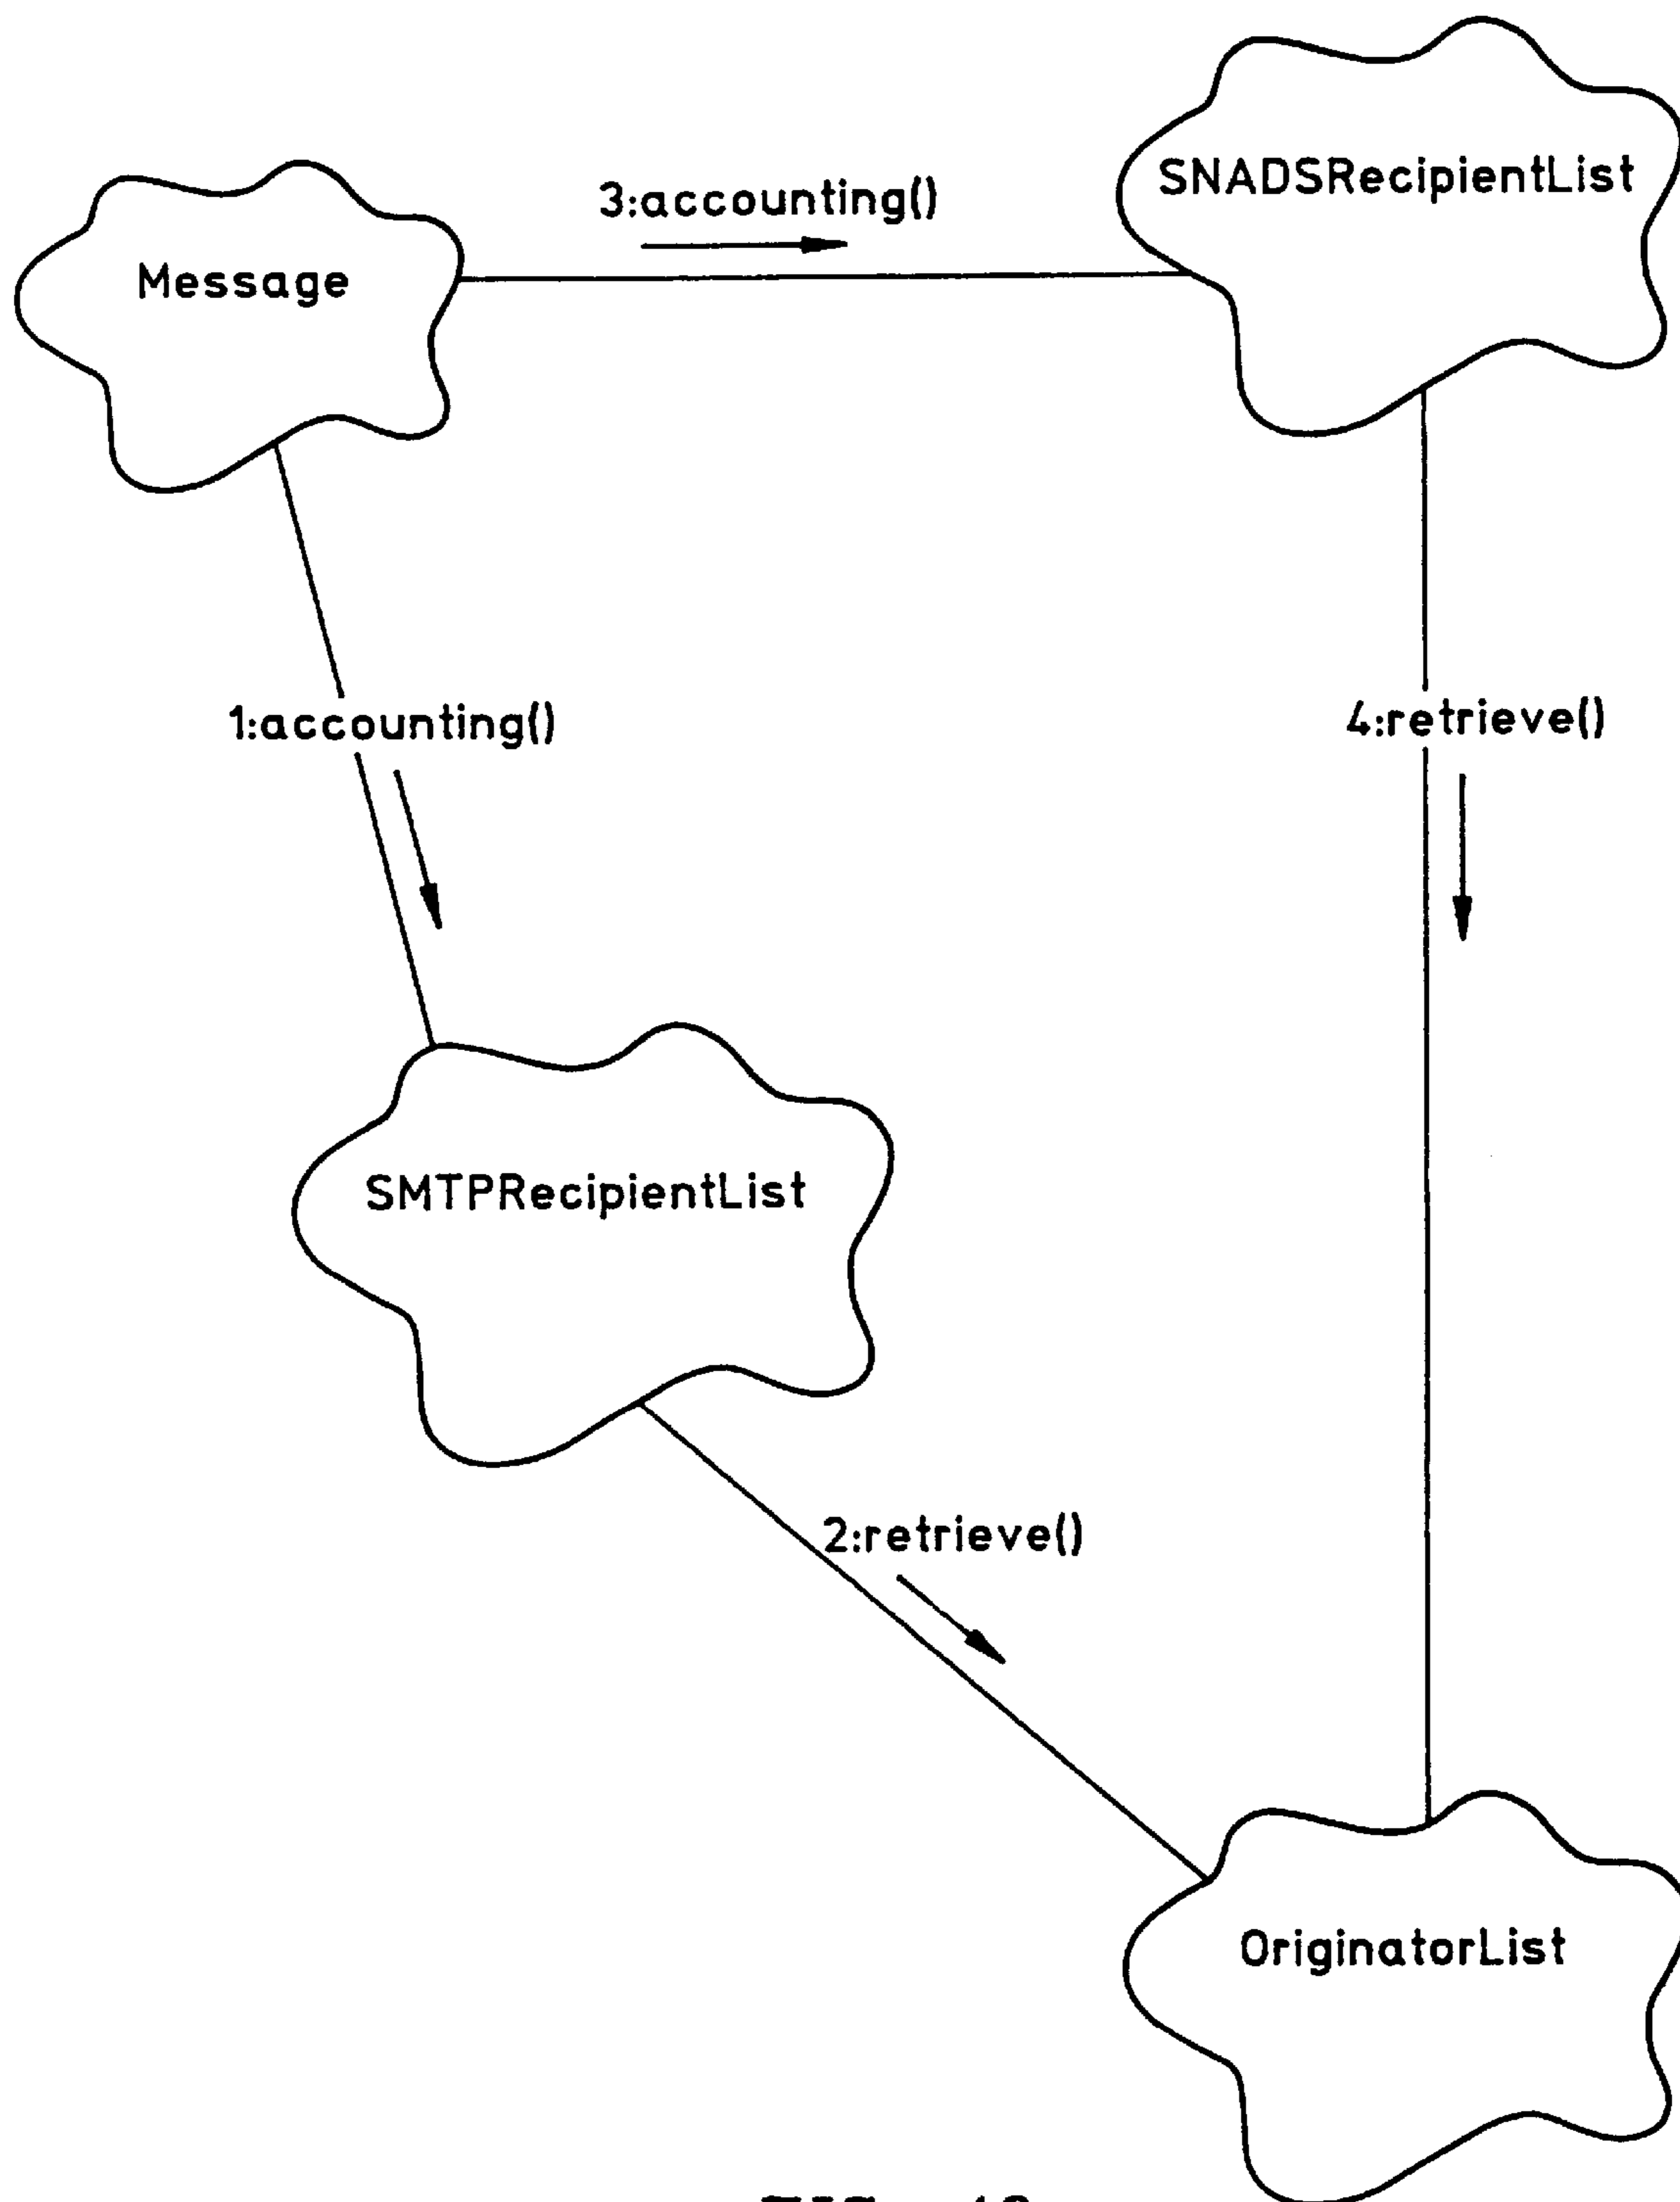 SNADSRecipientList
3:accounting()
Message
1:accounting()
4:retrieve()
SMTPRecipientList
2:retrieve()
OriginatorList